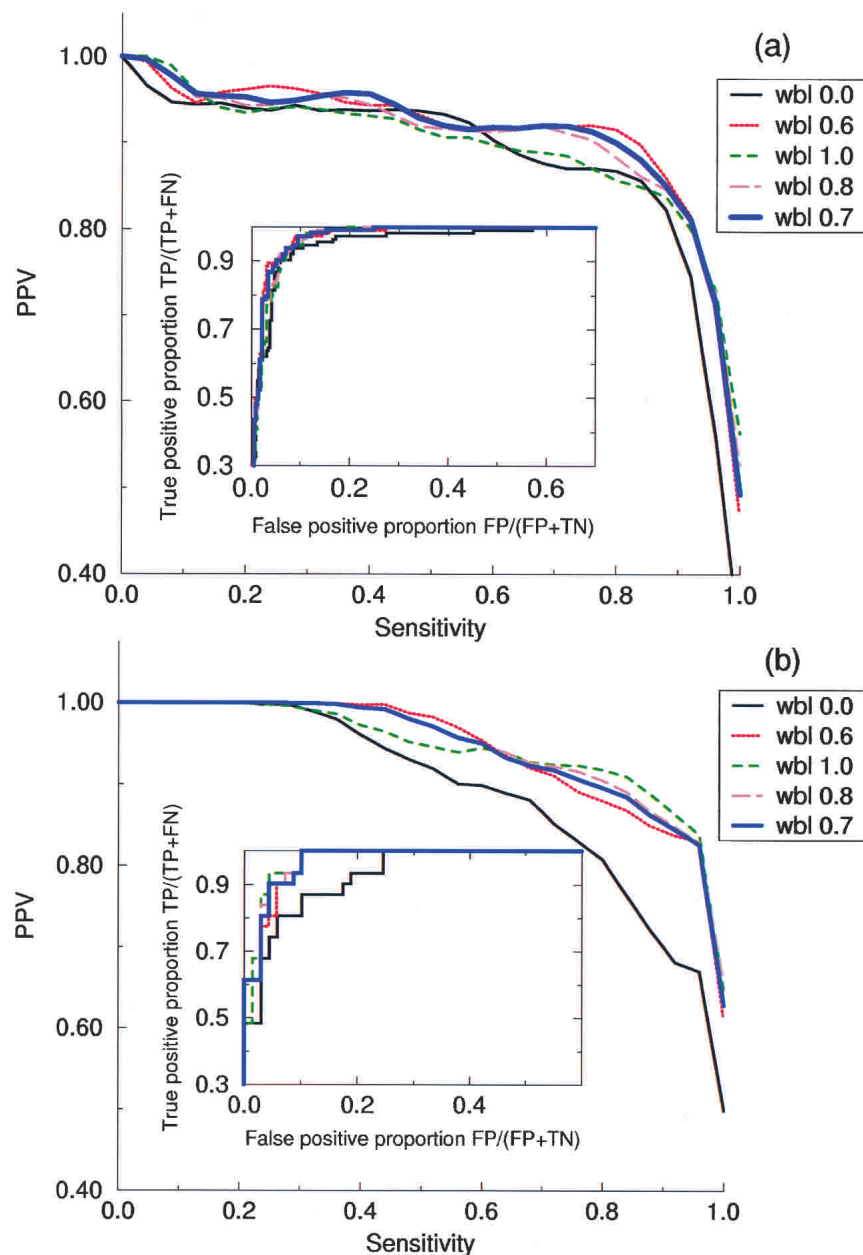 (a)
1.00
0.80
0.60
0.40
PPV
wbl 0.0
wbl 0.6
wbl 1.0
wbl 0.8
wbl 0.7
True positive proportion TP/(TP+FN)
0.9
0.7
0.5
0.3
0.0 0.2 0.4 0.6
False positive proportion FP/(FP+TN)
0.0 0.2 0.4 0.6 0.8 1.0
Sensitivity
(b)
1.00
0.80
0.60
0.40
PPV
wbl 0.0
wbl 0.6
wbl 1.0
wbl 0.8
wbl 0.7
True positive proportion TP/(TP+FN)
0.9
0.7
0.5
0.3
0.0 0.2 0.4
False positive proportion FP/(FP+TN)
0.0 0.2 0.4 0.6 0.8 1.0
Sensitivity